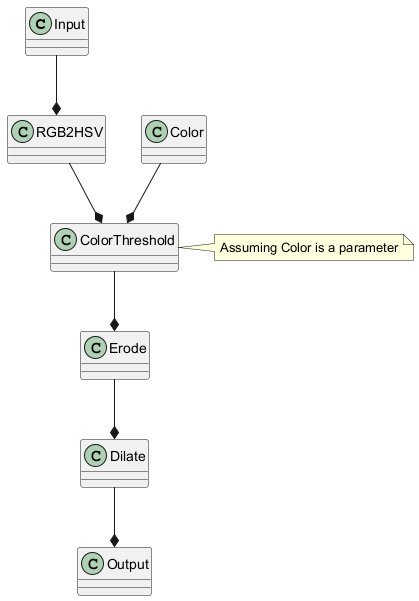 C Input
C RGB2HSV
C Color
C ColorThreshold
Assuming Color is a parameter
C Erode
C Dilate
C Output